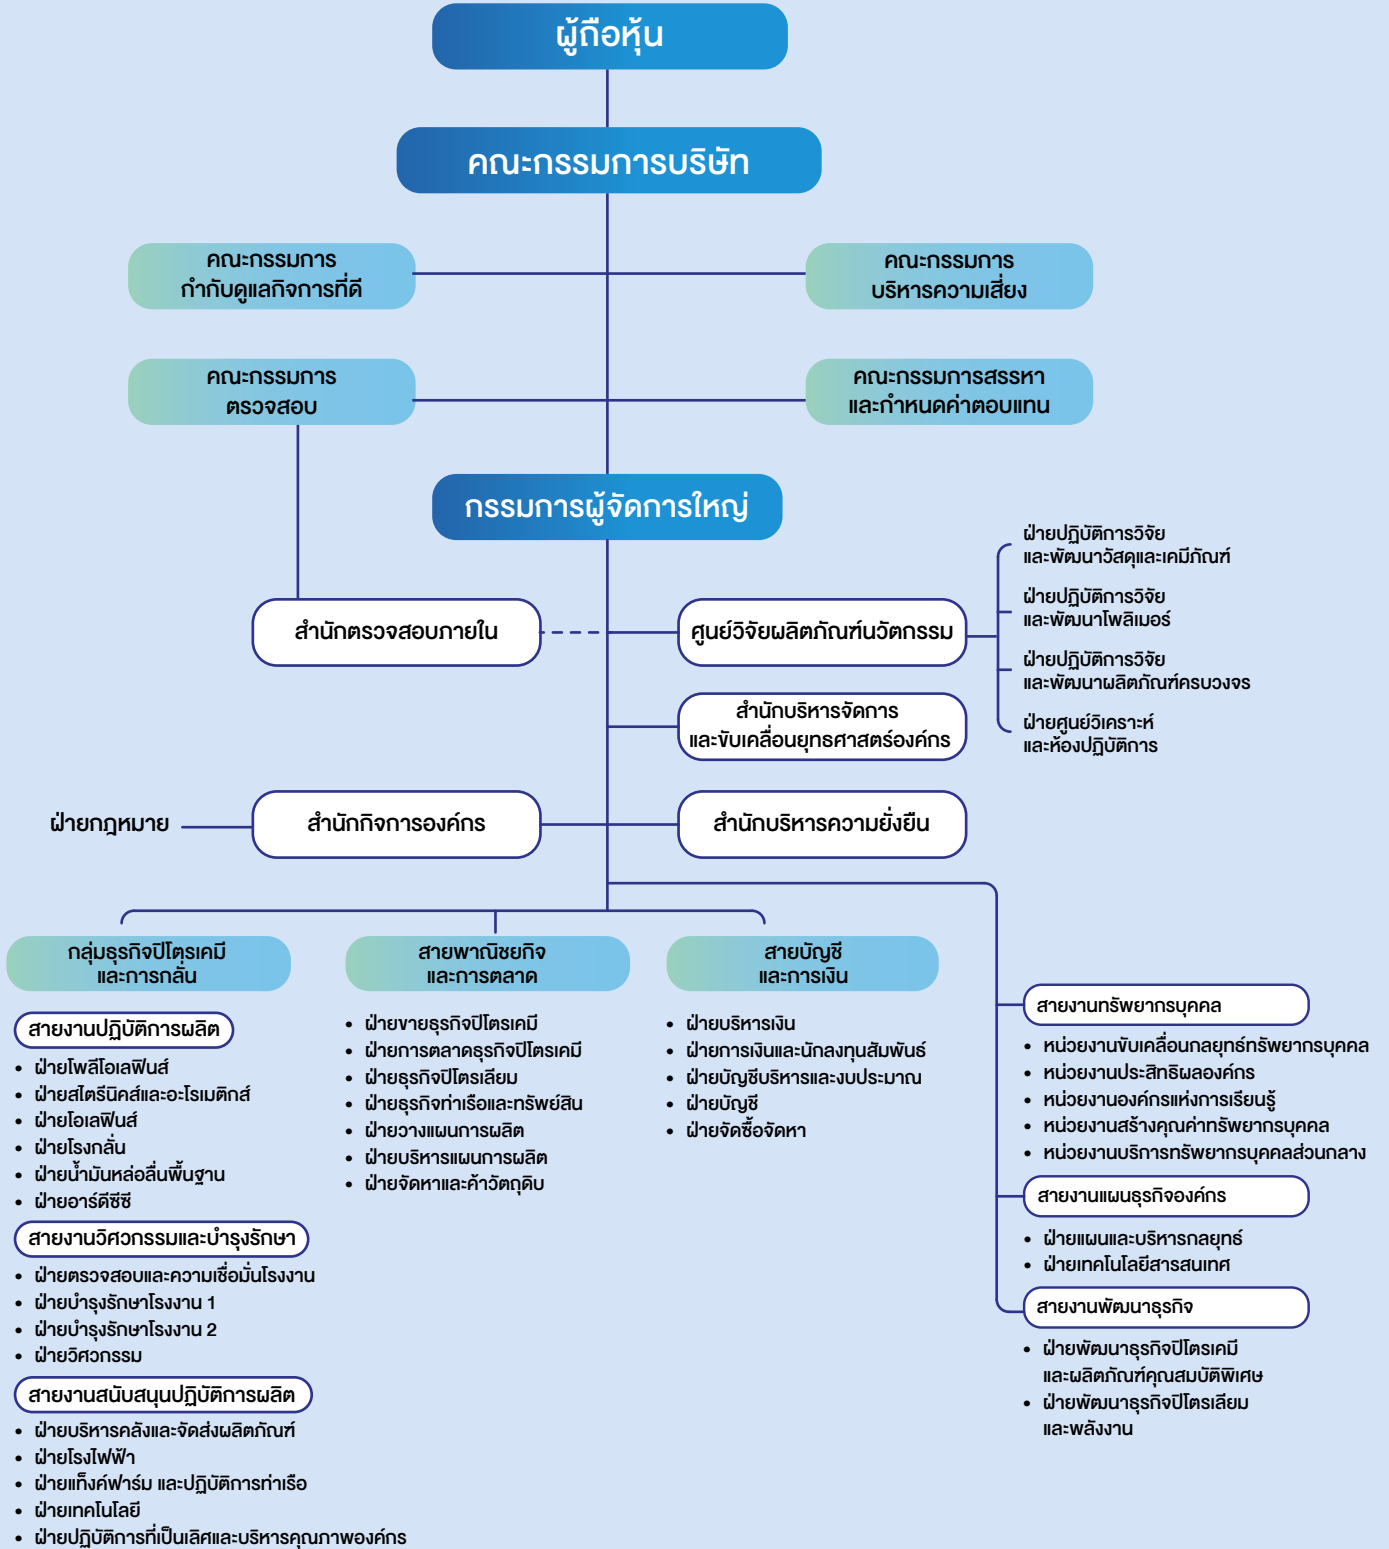 ผู้ถือหุ้น
คณะกรรมการบริษัท
คณะกรรมการ
กำกับดูแลกิจการที่ดี
คณะกรรมการ
บริหารความเสี่ยง
คณะกรรมการ
ตรวจสอบ
คณะกรรมการสรรหา
และกำหนดค่าตอบแทน
กรรมการผู้จัดการใหญ่
สำนักตรวจสอบภายใน
ศูนย์วิจัยผลิตภัณฑ์นวัตกรรม
ฝ่ายปฏิบัติการวิจัย
และพัฒนาวัสดุและเคมีภัณฑ์
ฝ่ายปฏิบัติการวิจัย
และพัฒนาโพลิเมอร์
ฝ่ายปฏิบัติการวิจัย
และพัฒนาผลิตภัณฑ์ครบวงจร
ฝ่ายศูนย์วิเคราะห์
และห้องปฏิบัติการ
สำนักบริหารจัดการ
และขับเคลื่อนยุทธศาสตร์องค์กร
ฝ่ายกฎหมาย
สำนักกิจการองค์กร
สำนักบริหารความยั่งยืน
กลุ่มธุรกิจปิโตรเคมี
และการกลั่น
สายงานปฏิบัติการผลิต
• ฝ่ายโพลีโอเลฟินส์
• ฝ่ายสไตรีนิคส์และอะโรเมติกส์
• ฝ่ายโอเลฟินส์
• ฝ่ายโรงกลั่น
• ฝ่ายน้ำมันหล่อลื่นพื้นฐาน
• ฝ่ายอาร์ดีซีซี
สายงานวิศวกรรมและบำรุงรักษา
• ฝ่ายตรวจสอบและความเชื่อมั่นโรงงาน
• ฝ่ายบำรุงรักษาโรงงาน 1
• ฝ่ายบำรุงรักษาโรงงาน 2
• ฝ่ายวิศวกรรม
สายงานสนับสนุนปฏิบัติการผลิต
• ฝ่ายบริหารคลังและจัดส่งผลิตภัณฑ์
• ฝ่ายโรงไฟฟ้า
• ฝ่ายแท็งค์ฟาร์ม และปฏิบัติการท่าเรือ
• ฝ่ายเทคโนโลยี
• ฝ่ายปฏิบัติการที่เป็นเลิศและบริหารคุณภาพองค์กร
สายพาณิชยกิจ
และการตลาด
• ฝ่ายขายธุรกิจปิโตรเคมี
• ฝ่ายการตลาดธุรกิจปิโตรเคมี
• ฝ่ายธุรกิจปิโตรเลียม
• ฝ่ายธุรกิจท่าเรือและทรัพย์สิน
• ฝ่ายวางแผนการผลิต
• ฝ่ายบริหารแผนการผลิต
• ฝ่ายจัดหาและค้าวัตถุดิบ
สายบัญชี
และการเงิน
• ฝ่ายบริหารเงิน
• ฝ่ายการเงินและนักลงทุนสัมพันธ์
• ฝ่ายบัญชีบริหารและงบประมาณ
• ฝ่ายบัญชี
• ฝ่ายจัดซื้อจัดหา
สายงานทรัพยากรบุคคล
• หน่วยงานขับเคลื่อนกลยุทธ์ทรัพยากรบุคคล
• หน่วยงานประสิทธิผลองค์กร
• หน่วยงานองค์กรแห่งการเรียนรู้
• หน่วยงานสร้างคุณค่าทรัพยากรบุคคล
• หน่วยงานบริการทรัพยากรบุคคลส่วนกลาง
สายงานแผนธุรกิจองค์กร
• ฝ่ายแผนและบริหารกลยุทธ์
• ฝ่ายเทคโนโลยีสารสนเทศ
สายงานพัฒนาธุรกิจ
• ฝ่ายพัฒนาธุรกิจปิโตรเคมี
และผลิตภัณฑ์คุณสมบัติพิเศษ
• ฝ่ายพัฒนาธุรกิจปิโตรเลียม
และพลังงาน